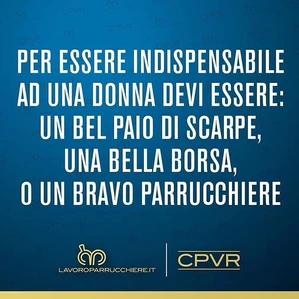 PER ESSERE INDISPENSABILE
AD UNA DONNA DEVI ESSERE:
UN BEL PAIO DI SCARPE,
UNA BELLA BORSA,
O UN BRAVO PARRUCCHIERE
LAVOROPARRUCCHIERE.IT
CPVR